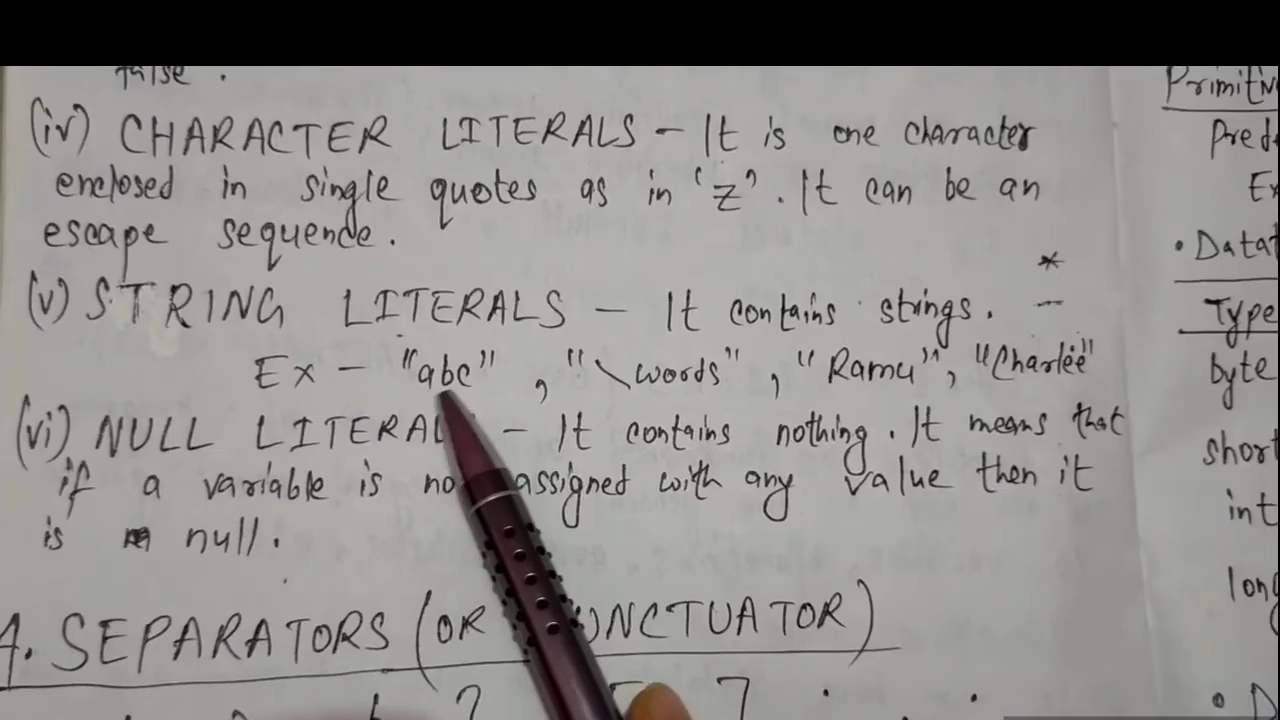 false.
(iv) CHARACTER LITERALS - It is one character
enclosed in single quotes as in 'z'. It can be an
escape sequence.
*
(v) STRING LITERALS - It contains strings. -
Ex - "abc", "\words", "Ramu", "Charlee"
(vi) NULL LITERAL - It contains nothing. It means that
if a variable is not assigned with any value then it
is null.
4. SEPARATORS (OR PUNCTUATOR)
Primitiv
Pred
Ex
• Datat
Type
byte
short
int
long